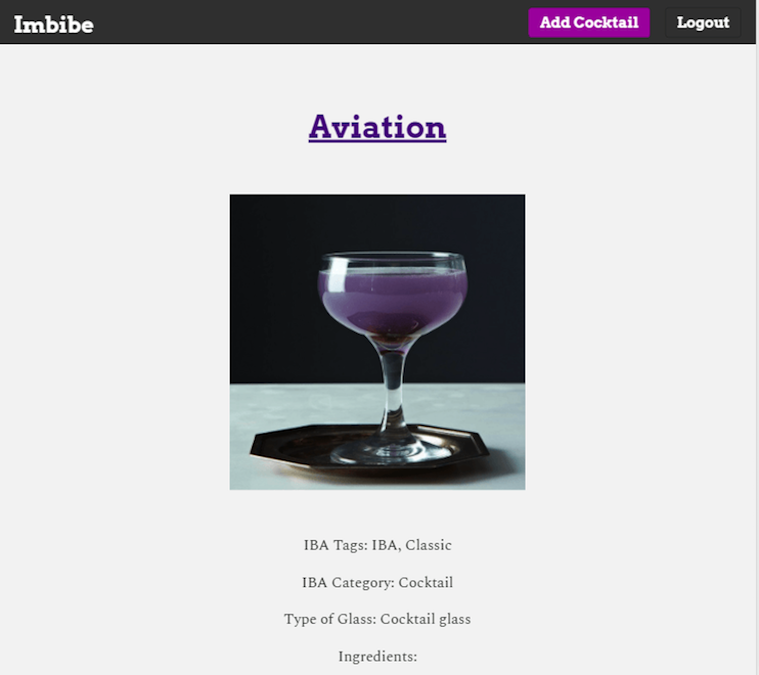 Imbibe
Add Cocktail
Logout
Aviation
IBA Tags: IBA, Classic
IBA Category: Cocktail
Type of Glass: Cocktail glass
Ingredients: